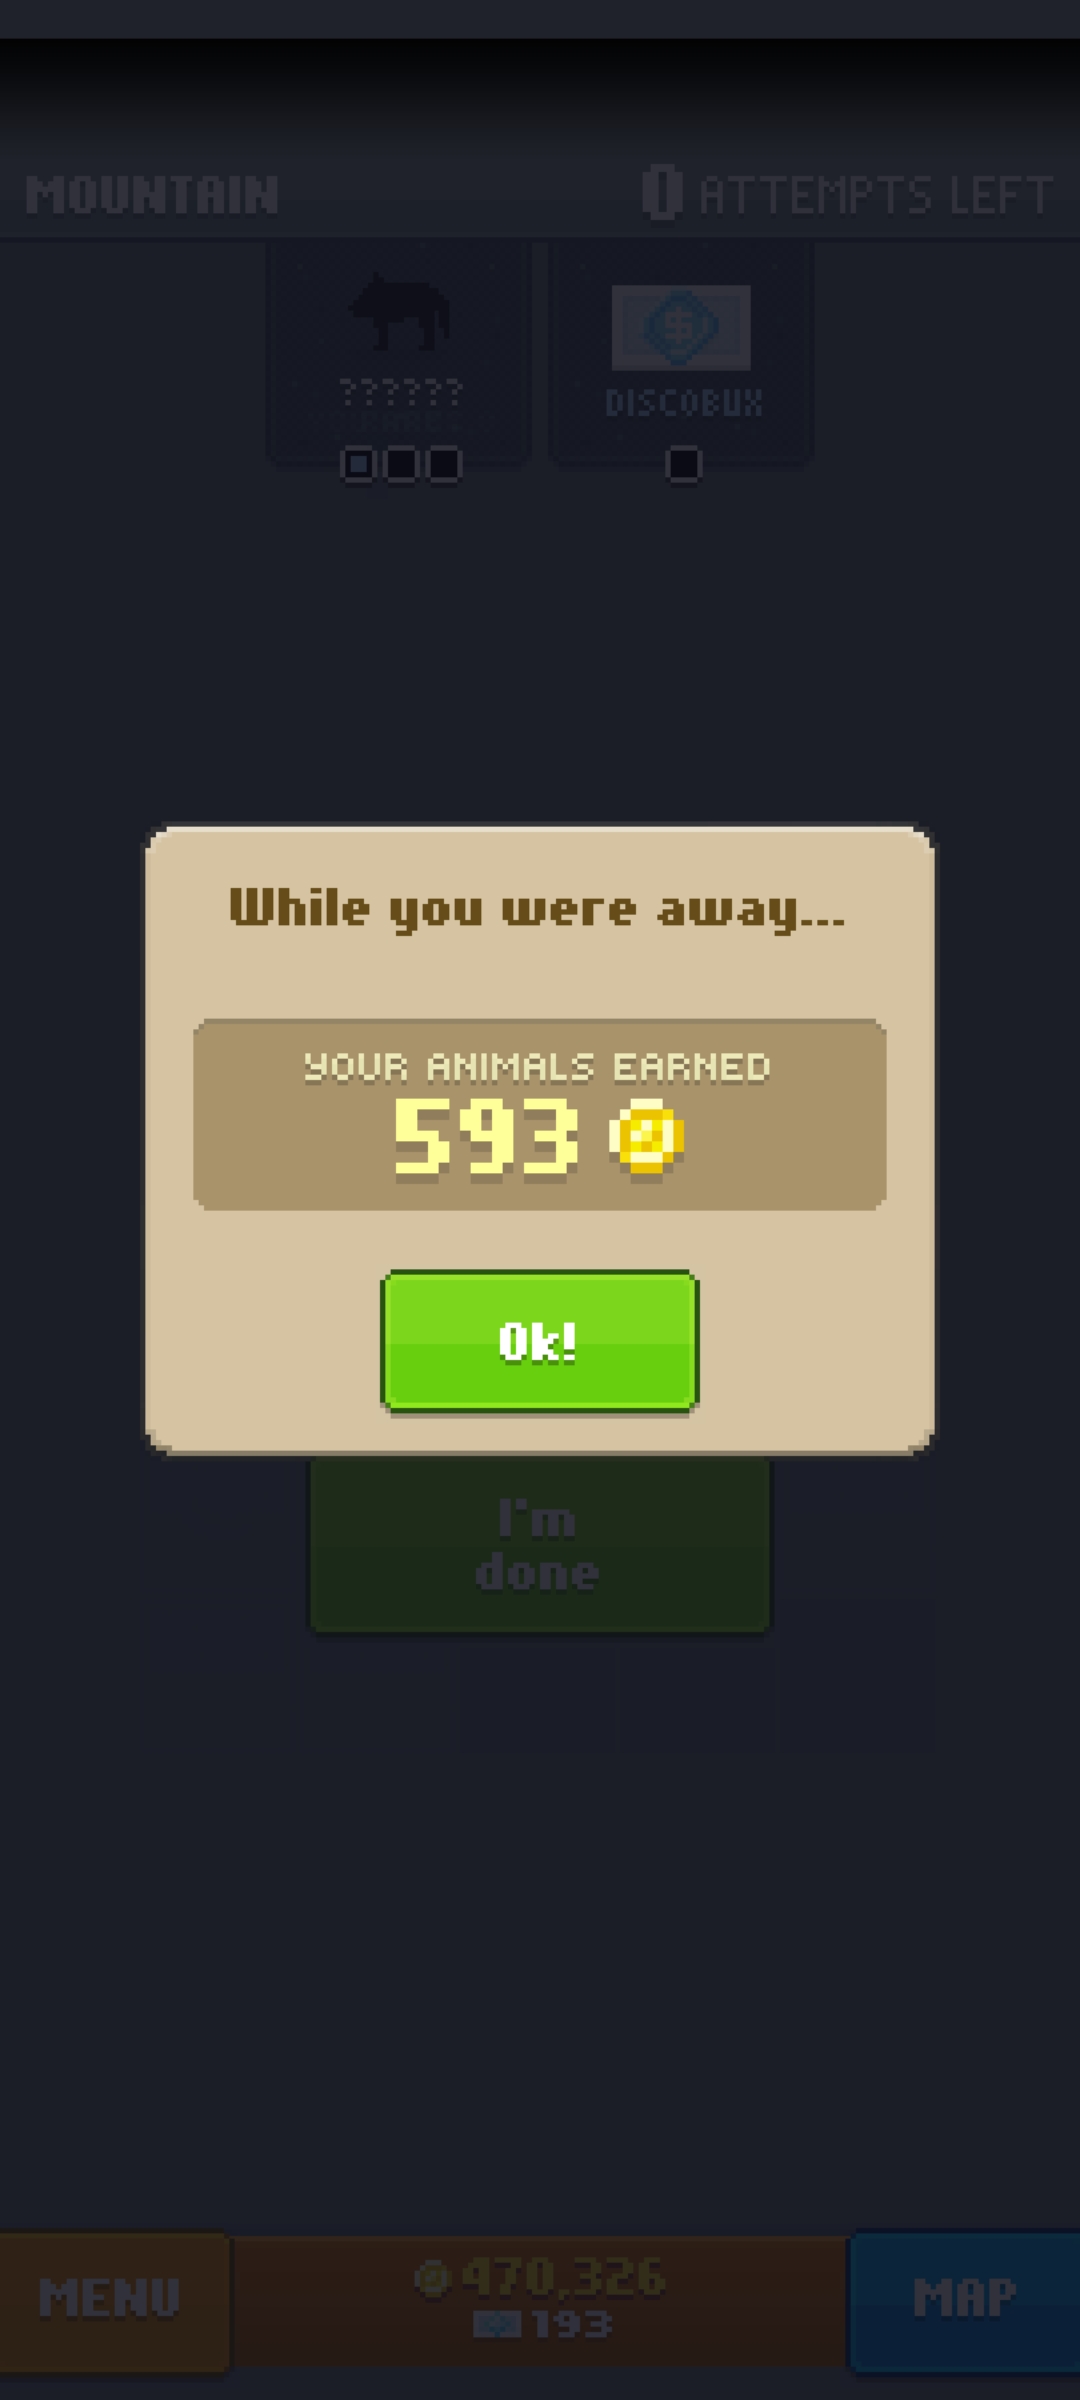 MOUNTAIN
0 ATTEMPTS LEFT
??????
DISCOBUX
While you were away...
YOUR ANIMALS EARNED
593
Ok!
I'm
done
MENU
470,326
193
MAP